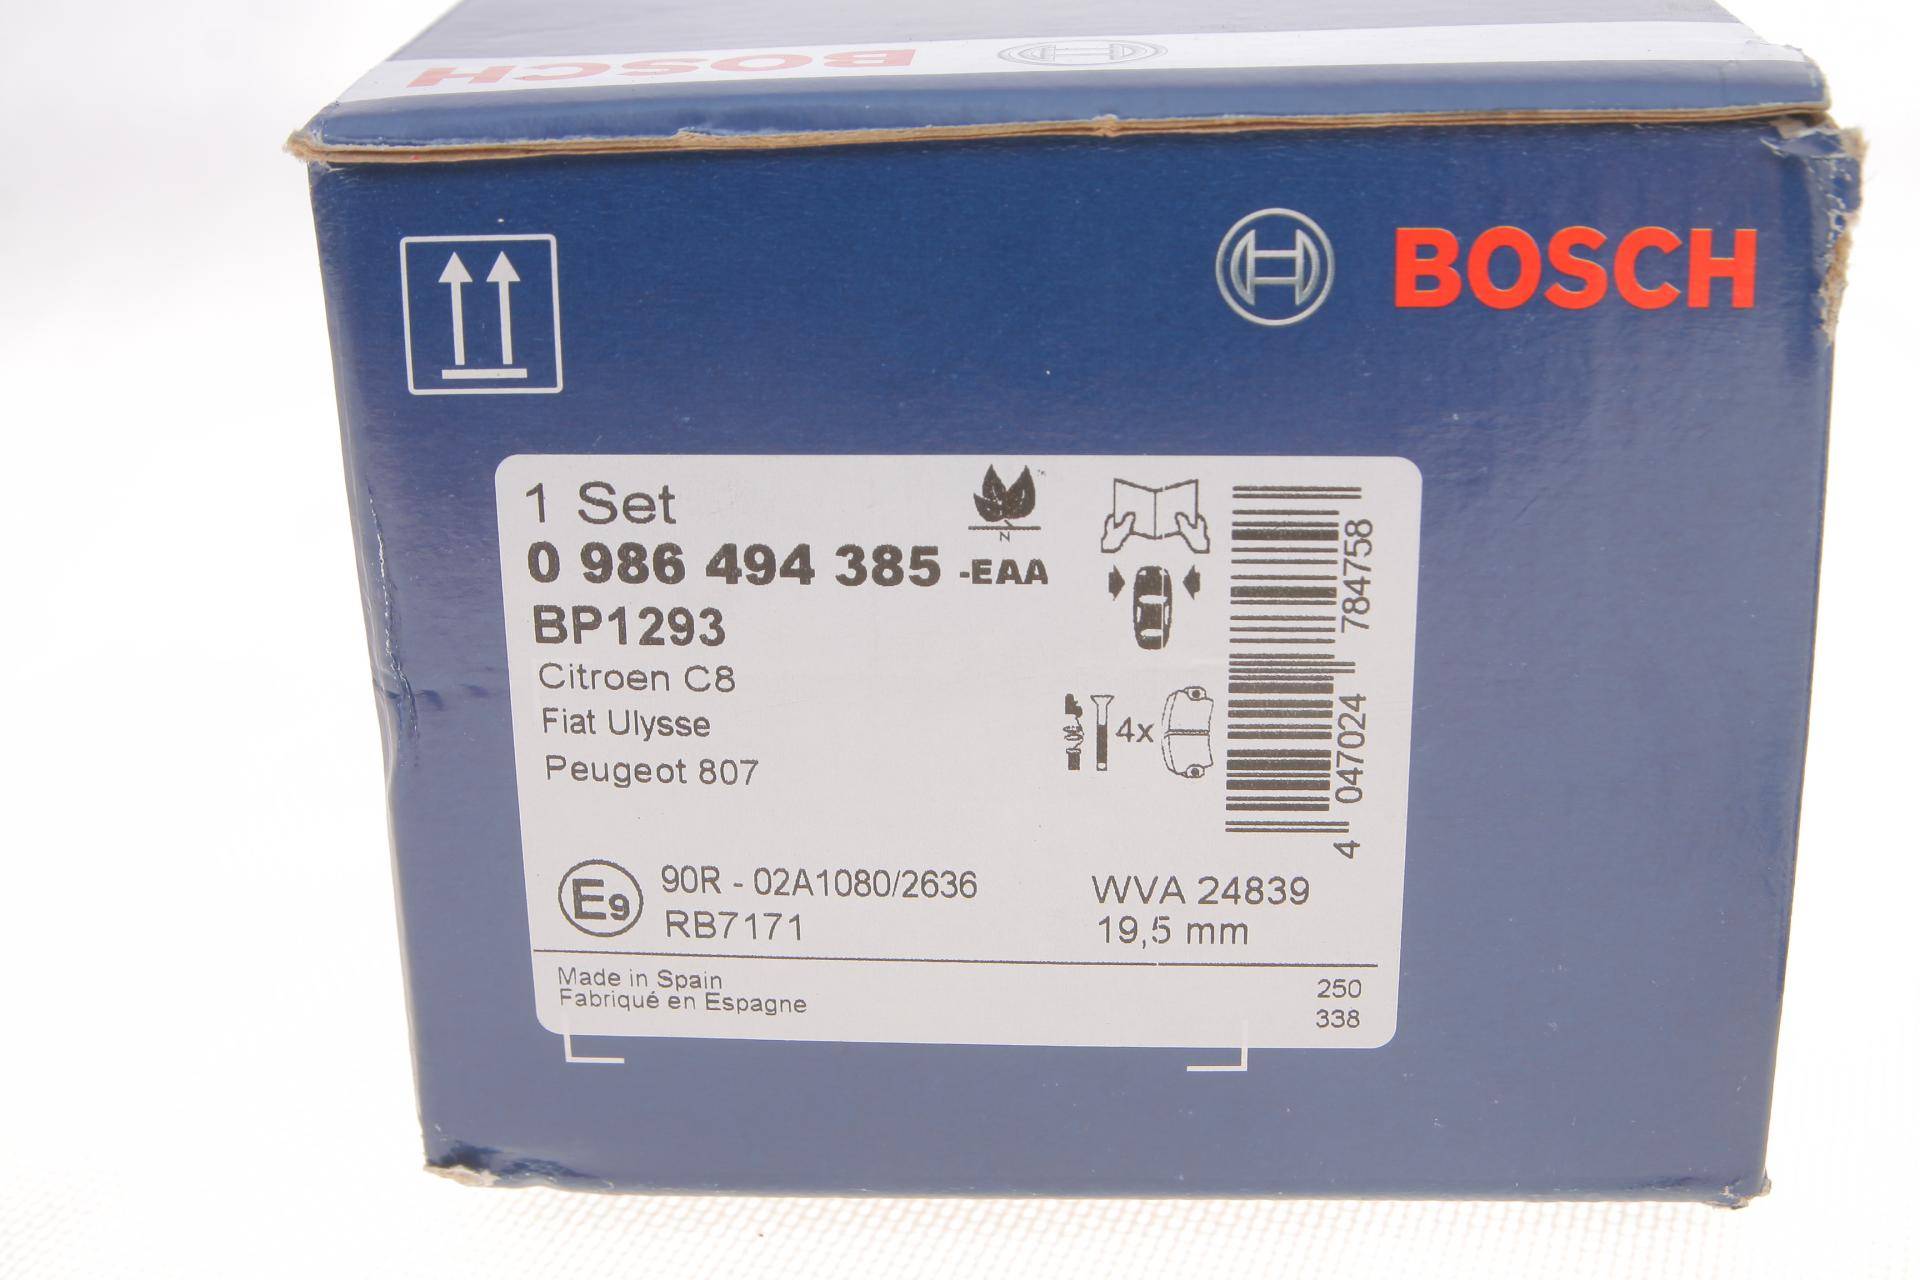 BOSCH
BOSCH
1 Set
0 986 494 385 -EAA
BP1293
Citroen C8
Fiat Ulysse
Peugeot 807
N
4x
4 047024 784758
E9
90R - 02A1080/2636
RB7171
WVA 24839
19,5 mm
Made in Spain
Fabriqué en Espagne
250
338